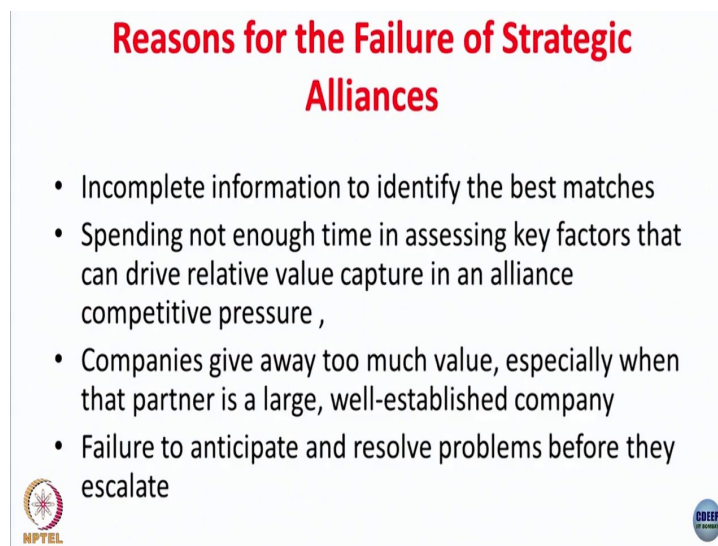 Reasons for the Failure of Strategic
Alliances
• Incomplete information to identify the best matches
• Spending not enough time in assessing key factors that
can drive relative value capture in an alliance
competitive pressure ,
• Companies give away too much value, especially when
that partner is a large, well-established company
• Failure to anticipate and resolve problems before they
escalate
NPTEL
CDEEP
IIT BOMBAY